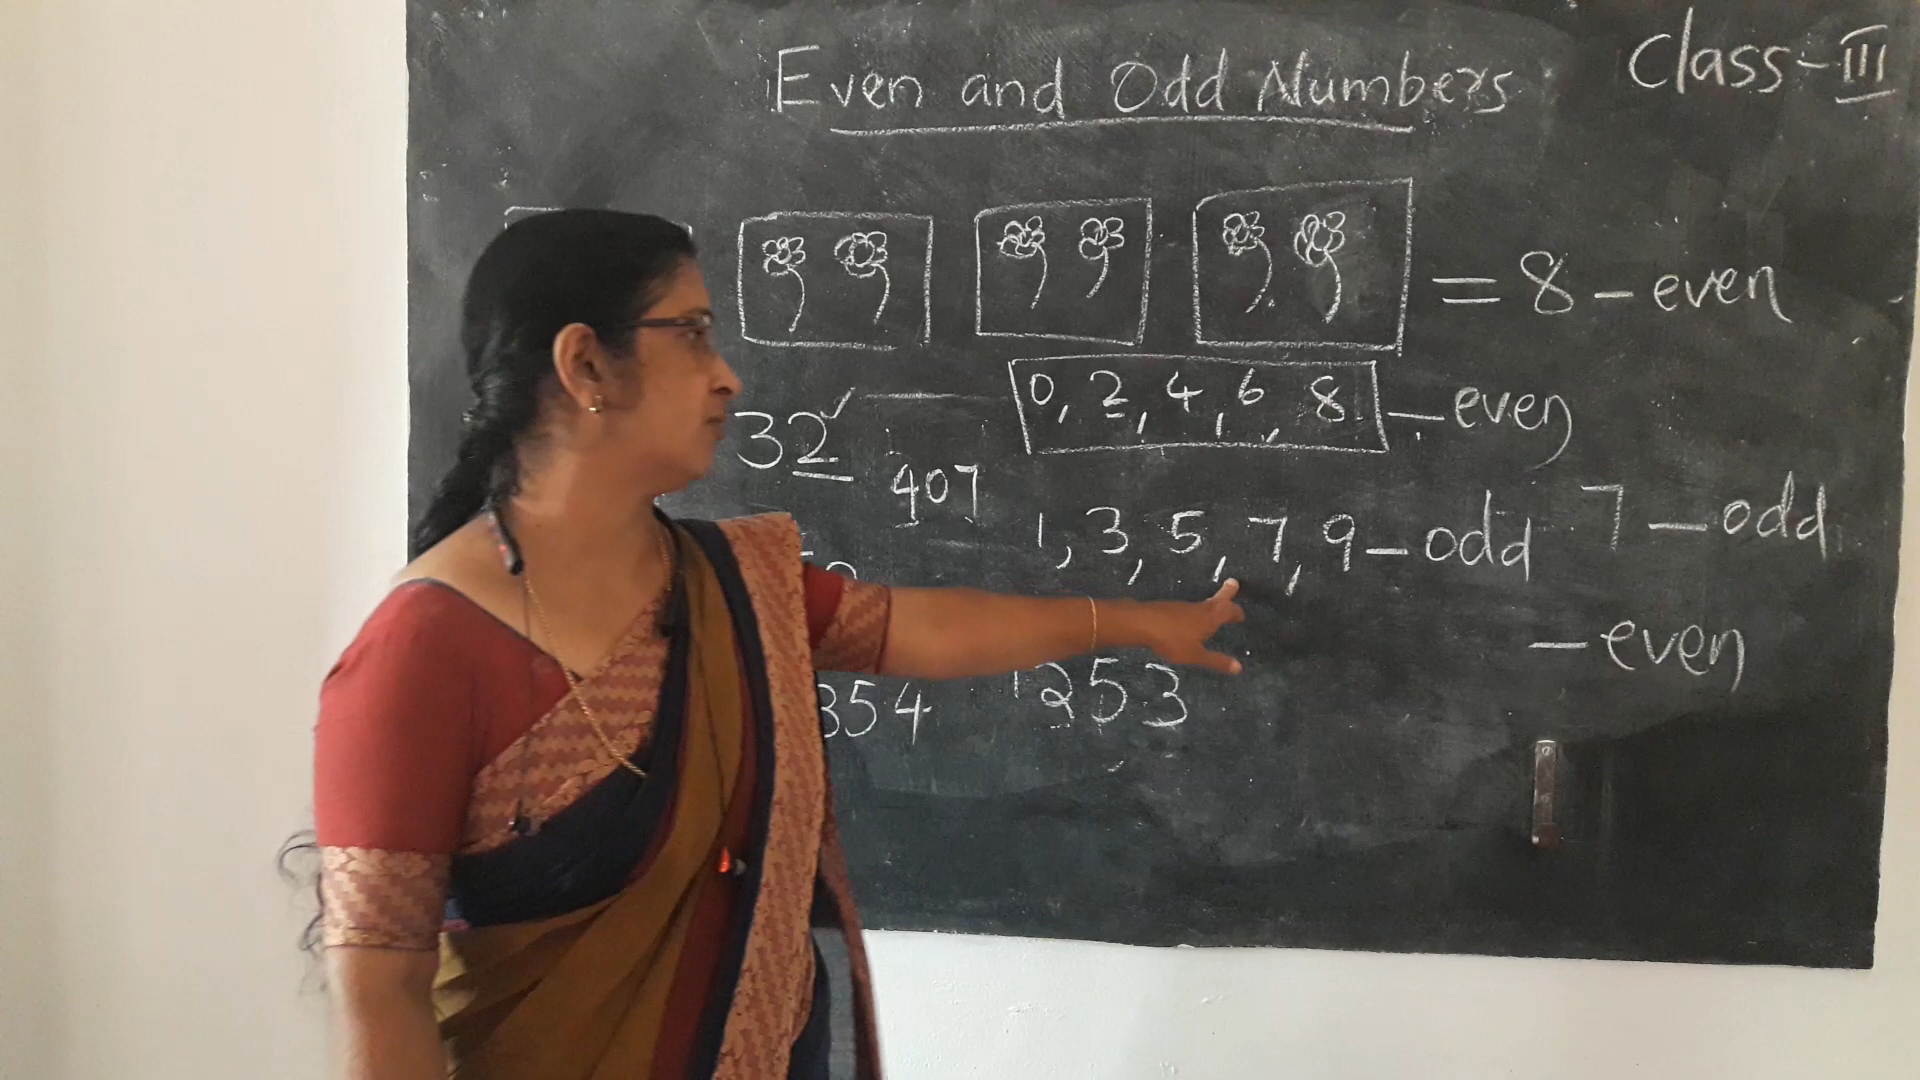 Class - III
Even and Odd Numbers
= 8 - even
32 ✓ 0, 2, 4, 6, 8 - even
407
1, 3, 5, 7, 9 - odd 7 - odd
- even
354 1253